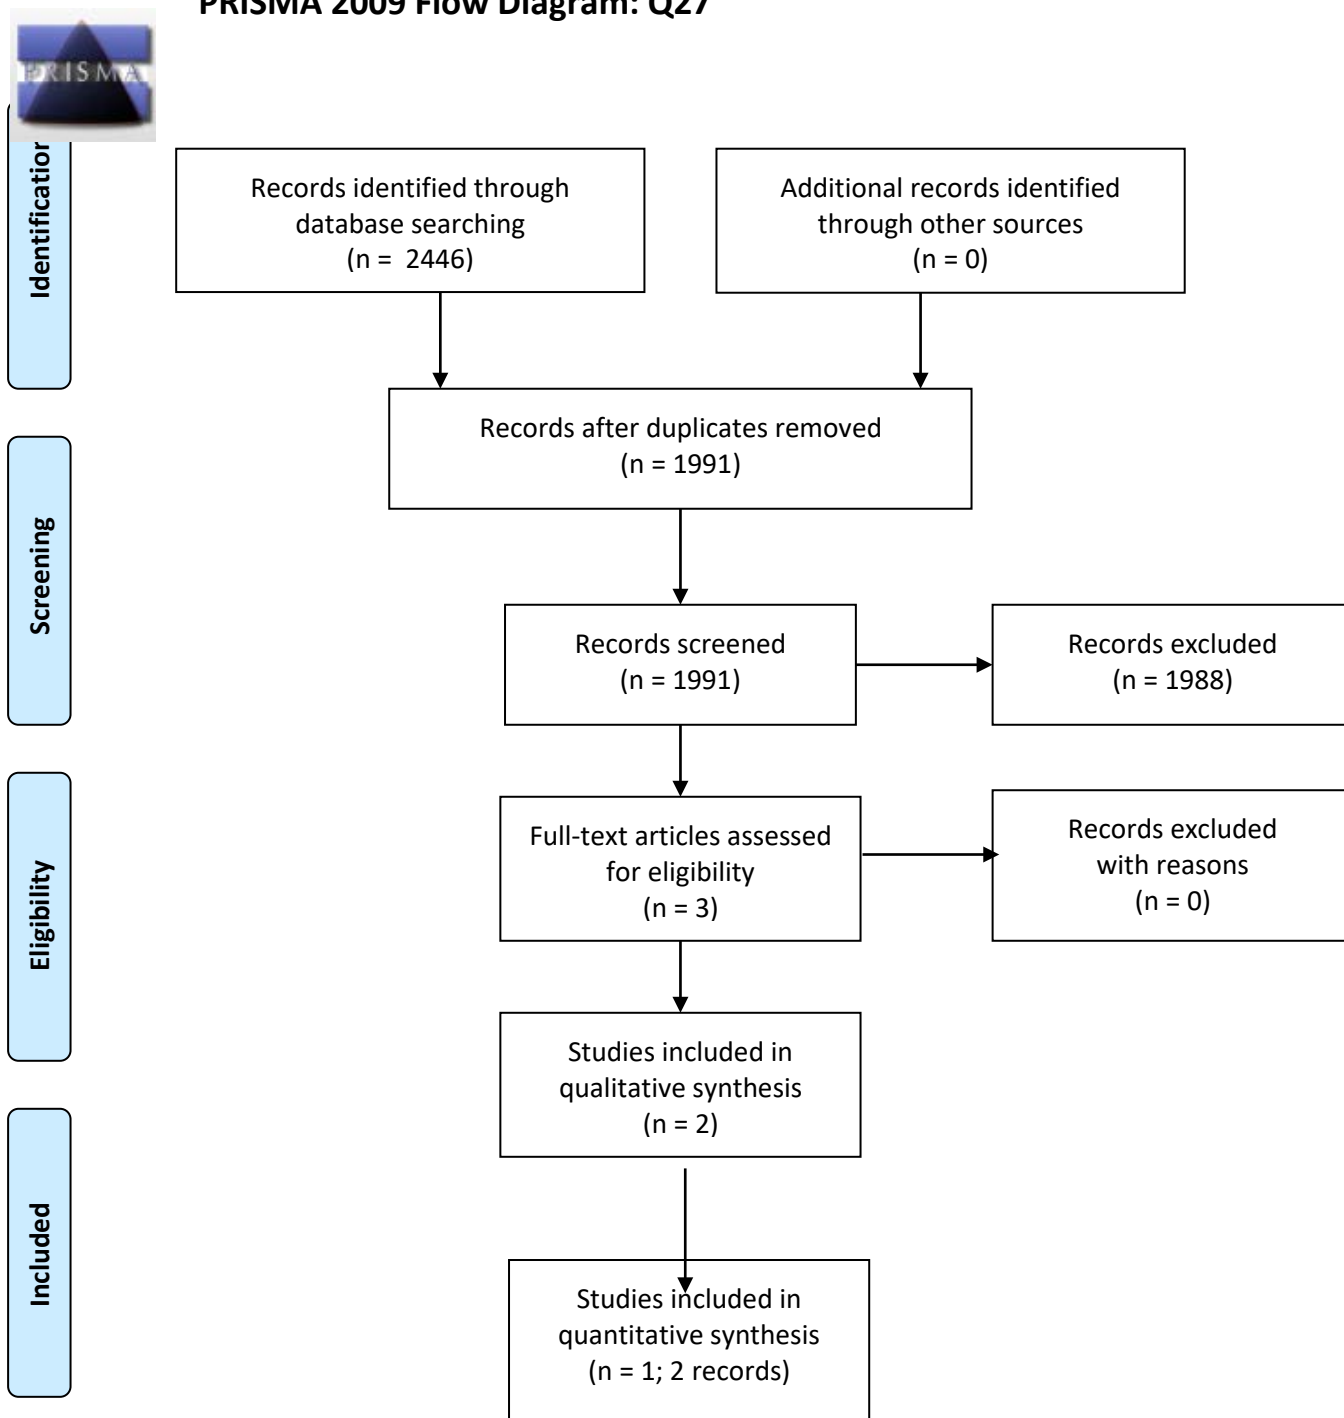 PRISMA 2009 Flow Diagram: Q27
PRISMA
Identification
Records identified through
database searching
(n = 2446)
Additional records identified
through other sources
(n = 0)
Records after duplicates removed
(n = 1991)
Screening
Records screened
(n = 1991)
Records excluded
(n = 1988)
Eligibility
Full-text articles assessed
for eligibility
(n = 3)
Records excluded
with reasons
(n = 0)
Studies included in
qualitative synthesis
(n = 2)
Included
Studies included in
quantitative synthesis
(n = 1; 2 records)